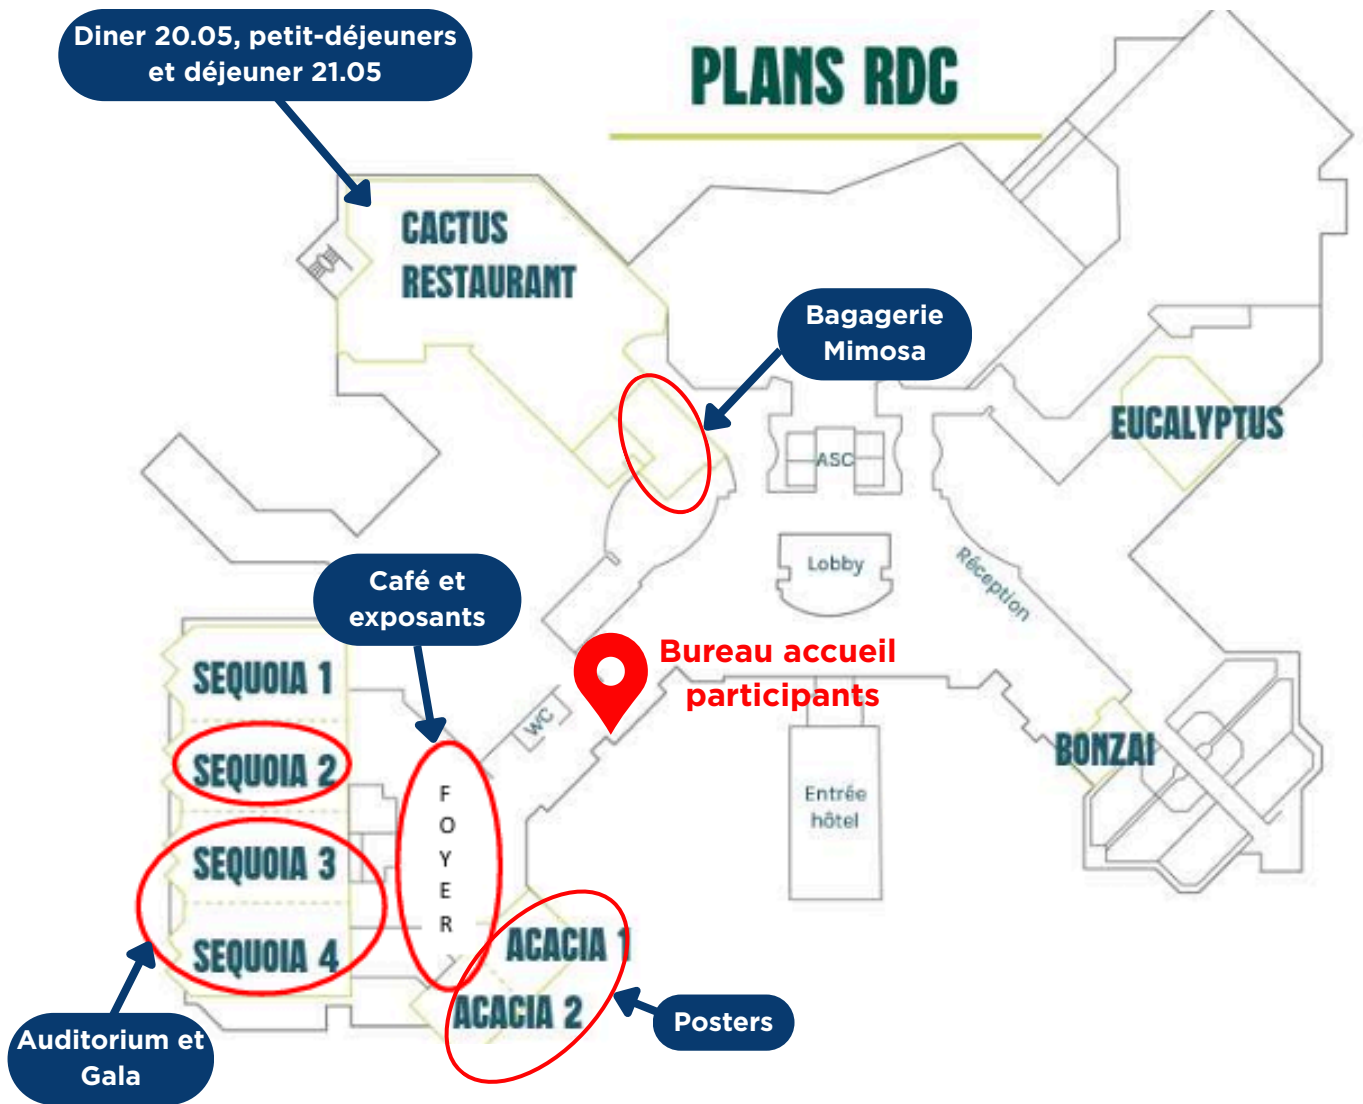 Diner 20.05, petit-déjeuners
et déjeuner 21.05
PLANS RDC
CACTUS
RESTAURANT
Bagagerie
Mimosa
EUCALYPTUS
ASC
Lobby
Réception
Café et
exposants
Bureau accueil
participants
WC
SEQUOIA 1
SEQUOIA 2
SEQUOIA 3
SEQUOIA 4
F
O
Y
E
R
BONZAI
Entrée
hôtel
ACACIA 1
ACACIA 2
Posters
Auditorium et
Gala